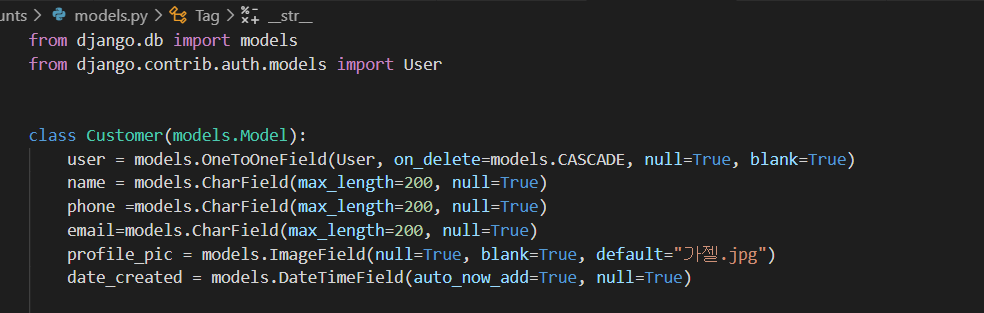 unts > models.py > Tag > __str__
from django.db import models
from django.contrib.auth.models import User
class Customer(models.Model):
user = models.OneToOneField(User, on_delete=models.CASCADE, null=True, blank=True)
name = models.CharField(max_length=200, null=True)
phone =models.CharField(max_length=200, null=True)
email=models.CharField(max_length=200, null=True)
profile_pic = models.ImageField(null=True, blank=True, default="가젤.jpg")
date_created = models.DateTimeField(auto_now_add=True, null=True)